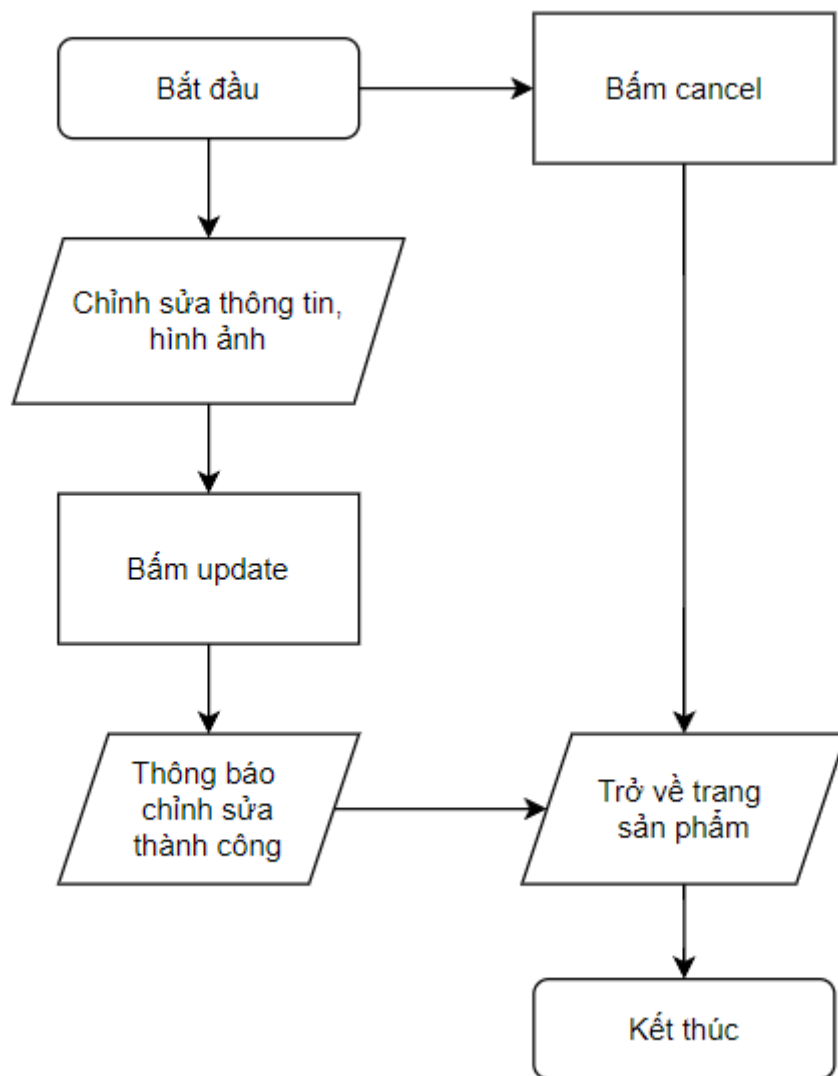 Bắt đầu
Bấm cancel
Chỉnh sửa thông tin,
hình ảnh
Bấm update
Thông báo
chỉnh sửa
thành công
Trở về trang
sản phẩm
Kết thúc